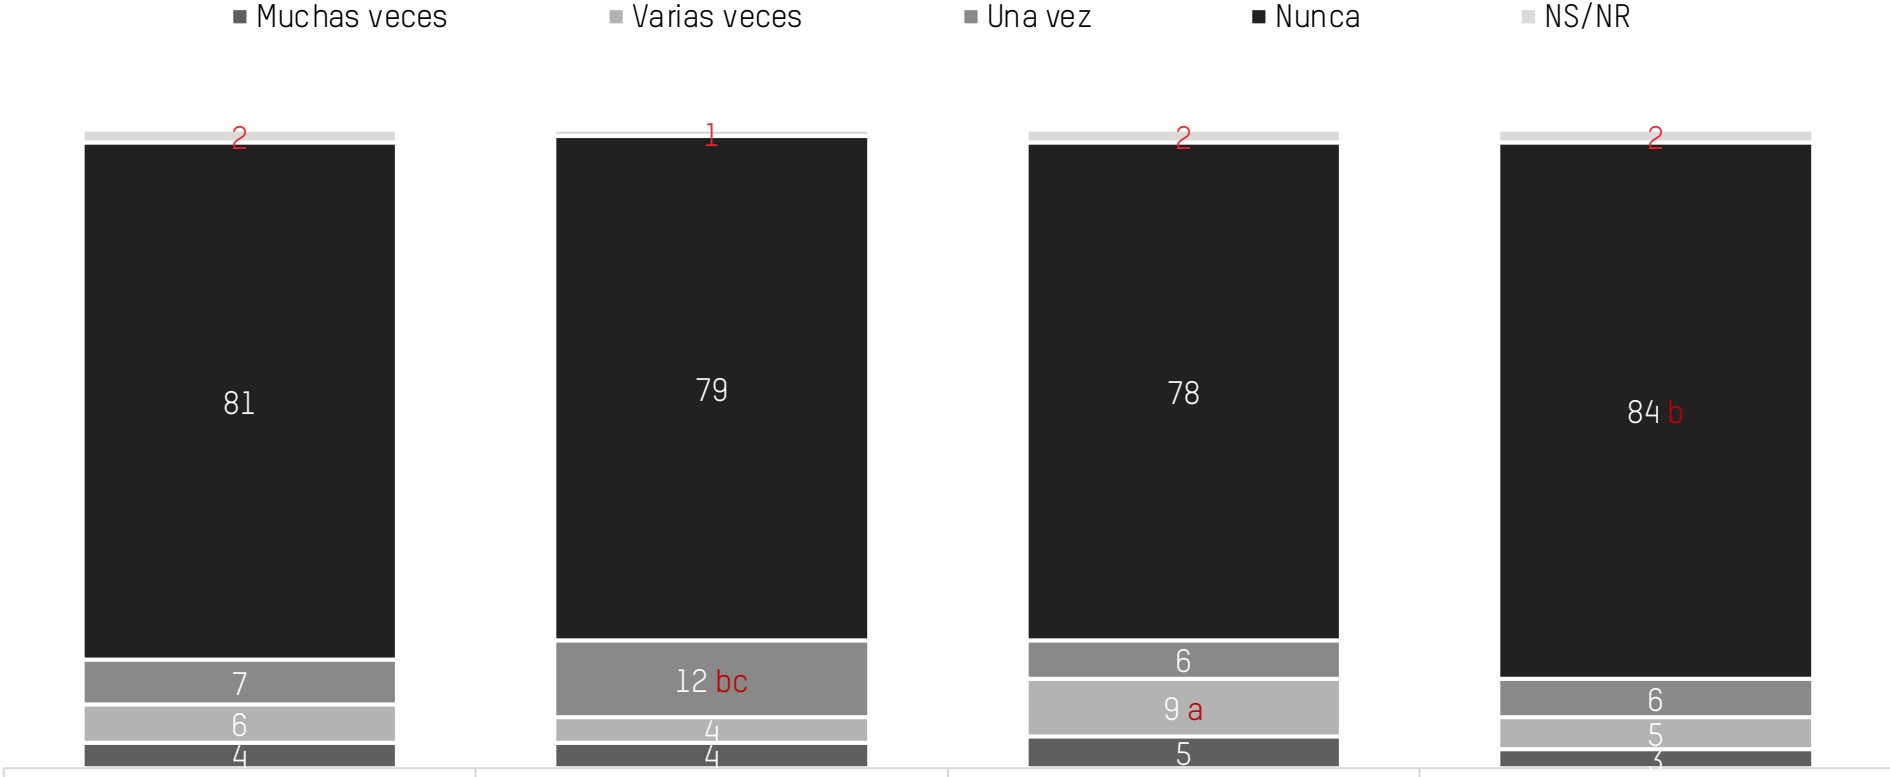 Muchas veces Varias veces Una vez Nunca NS/NR
2 1 2 2
81 79 78 84 b
7 12 bc 6 6
6 4 9 a 5
4 4 5 3